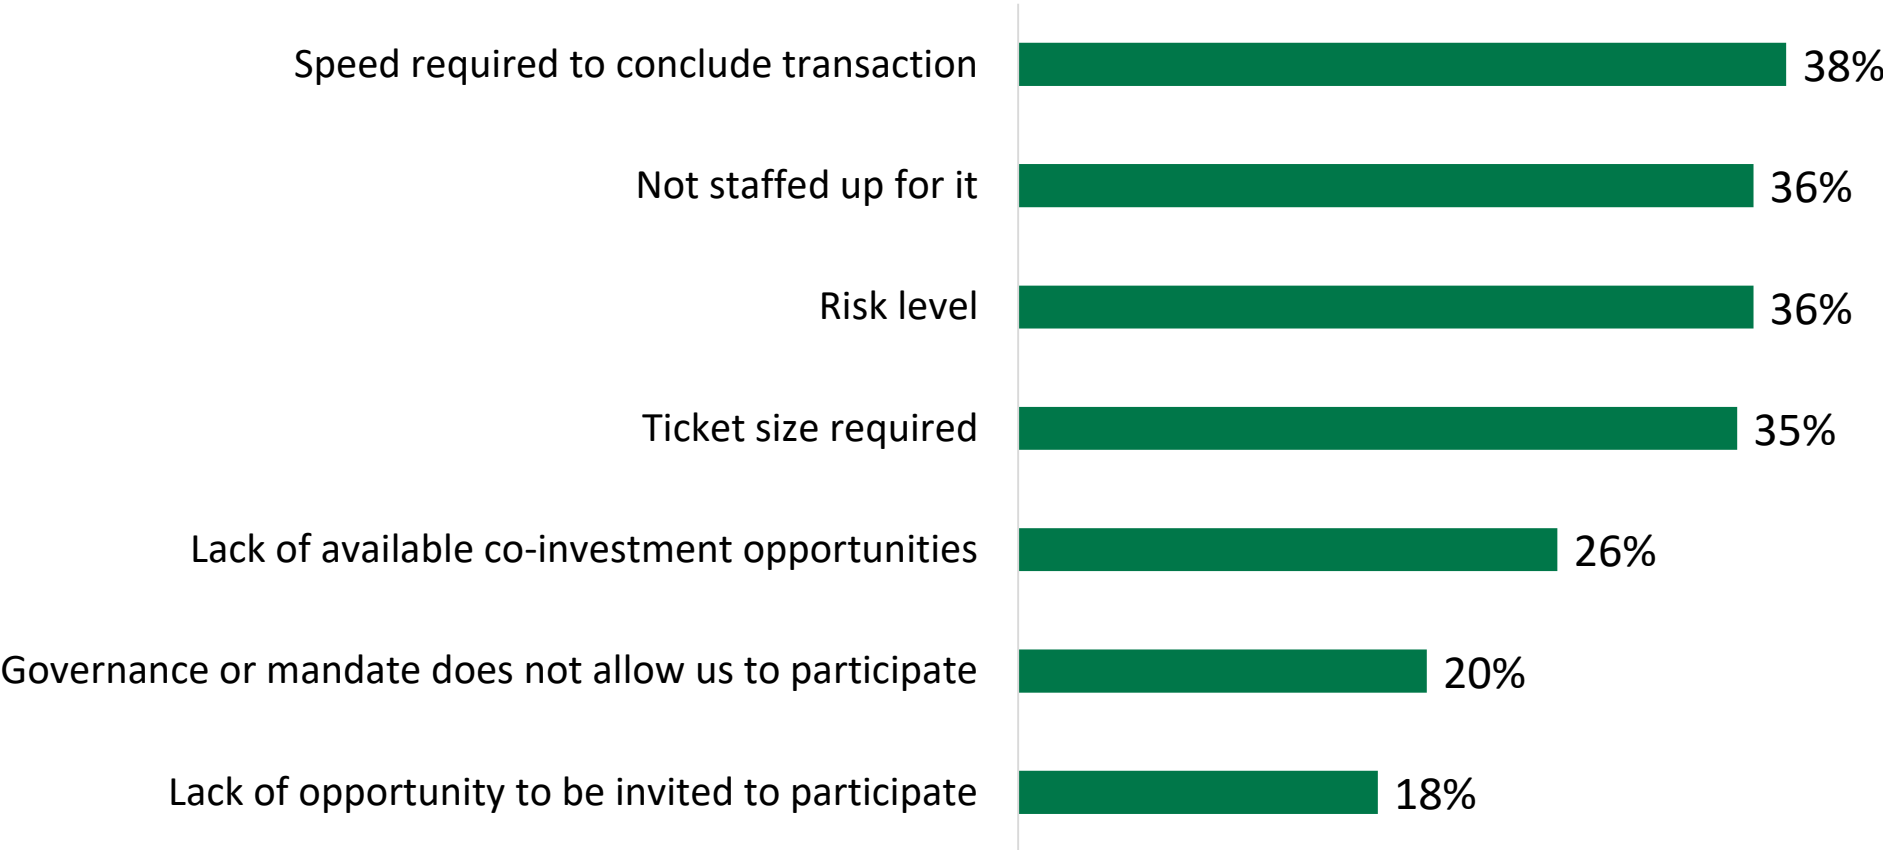 Speed required to conclude transaction 38%
Not staffed up for it 36%
Risk level 36%
Ticket size required 35%
Lack of available co-investment opportunities 26%
Governance or mandate does not allow us to participate 20%
Lack of opportunity to be invited to participate 18%